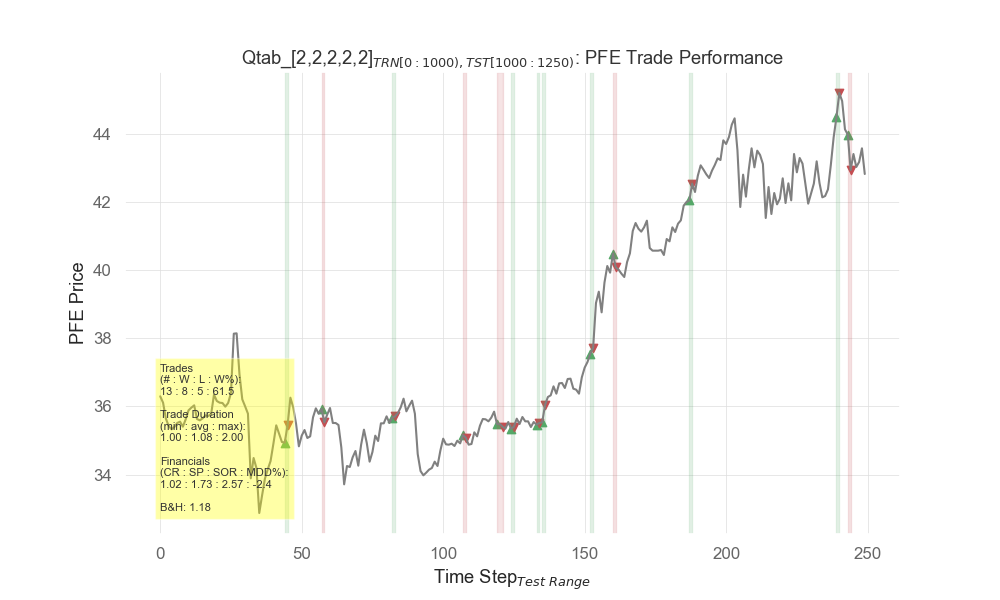 Qtab_[2,2,2,2,2]TRN[0 : 1000), TST[1000 : 1250): PFE Trade Performance
44
42
40
38
36
34
PFE Price
Trades
(# : W : L : W%):
13 : 8 : 5 : 61.5
Trade Duration
(min: avg : max):
1.00 : 1.08 : 2.00
Financials
(CR : SP : SOR : MDD%):
1.02 : 1.73 : 2.57 : -2.4
B&H: 1.18
0 50 100 150 200 250
Time StepTest Range